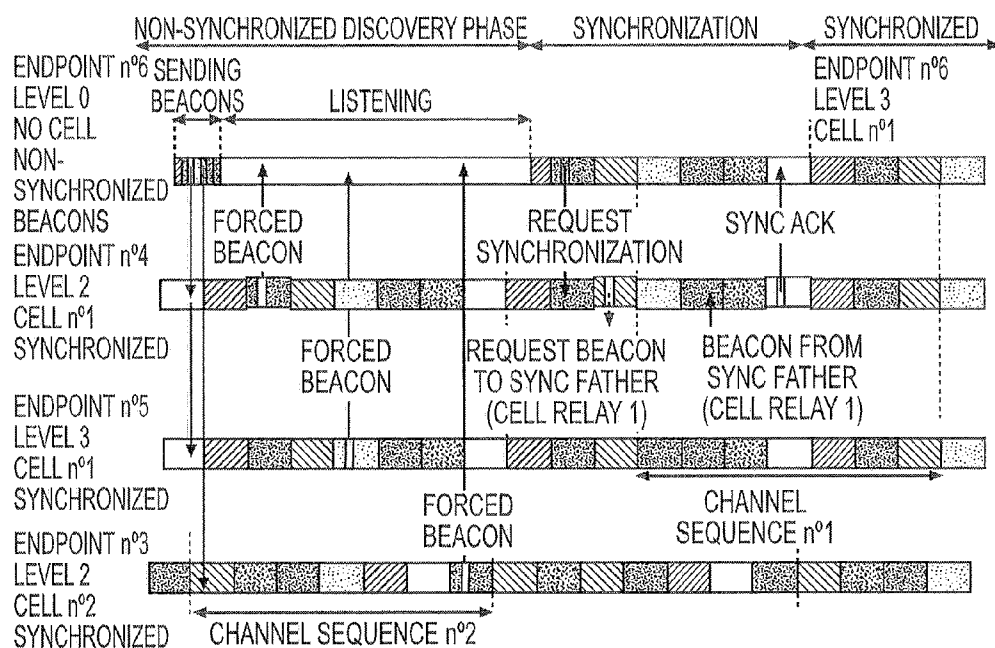 NON-SYNCHRONIZED DISCOVERY PHASE
SYNCHRONIZATION
SYNCHRONIZED
ENDPOINT nº6
LEVEL 0
NO CELL
NON-
SYNCHRONIZED
BEACONS
SENDING
BEACONS
LISTENING
ENDPOINT nº6
LEVEL 3
CELL nº1
FORCED
BEACON
REQUEST
SYNCHRONIZATION
SYNC ACK
ENDPOINT nº4
LEVEL 2
CELL nº1
SYNCHRONIZED
FORCED
BEACON
REQUEST BEACON
TO SYNC FATHER
(CELL RELAY 1)
BEACON FROM
SYNC FATHER
(CELL RELAY 1)
ENDPOINT nº5
LEVEL 3
CELL nº1
SYNCHRONIZED
FORCED
BEACON
CHANNEL
SEQUENCE nº1
ENDPOINT nº3
LEVEL 2
CELL nº2
SYNCHRONIZED
CHANNEL SEQUENCE nº2